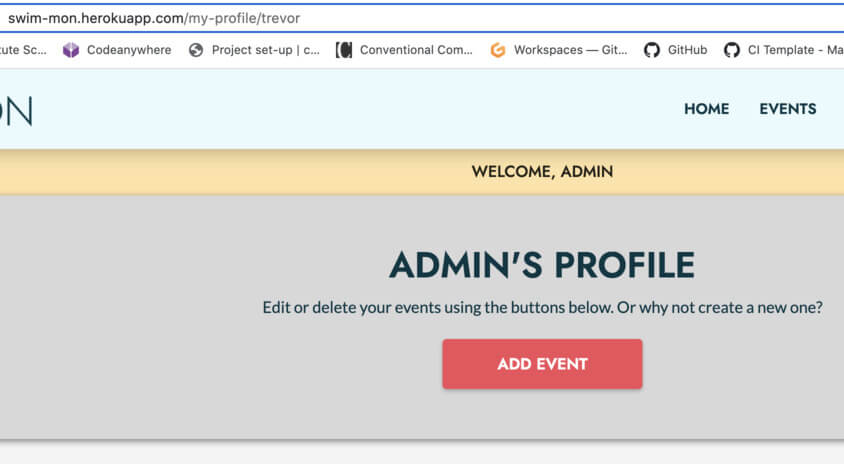 swim-mon.herokuapp.com/my-profile/trevor
ute Sc... Codeanywhere Project set-up | c... Conventional Com... Workspaces — Git... GitHub CI Template - Ma
ON HOME EVENTS
WELCOME, ADMIN
ADMIN'S PROFILE
Edit or delete your events using the buttons below. Or why not create a new one?
ADD EVENT